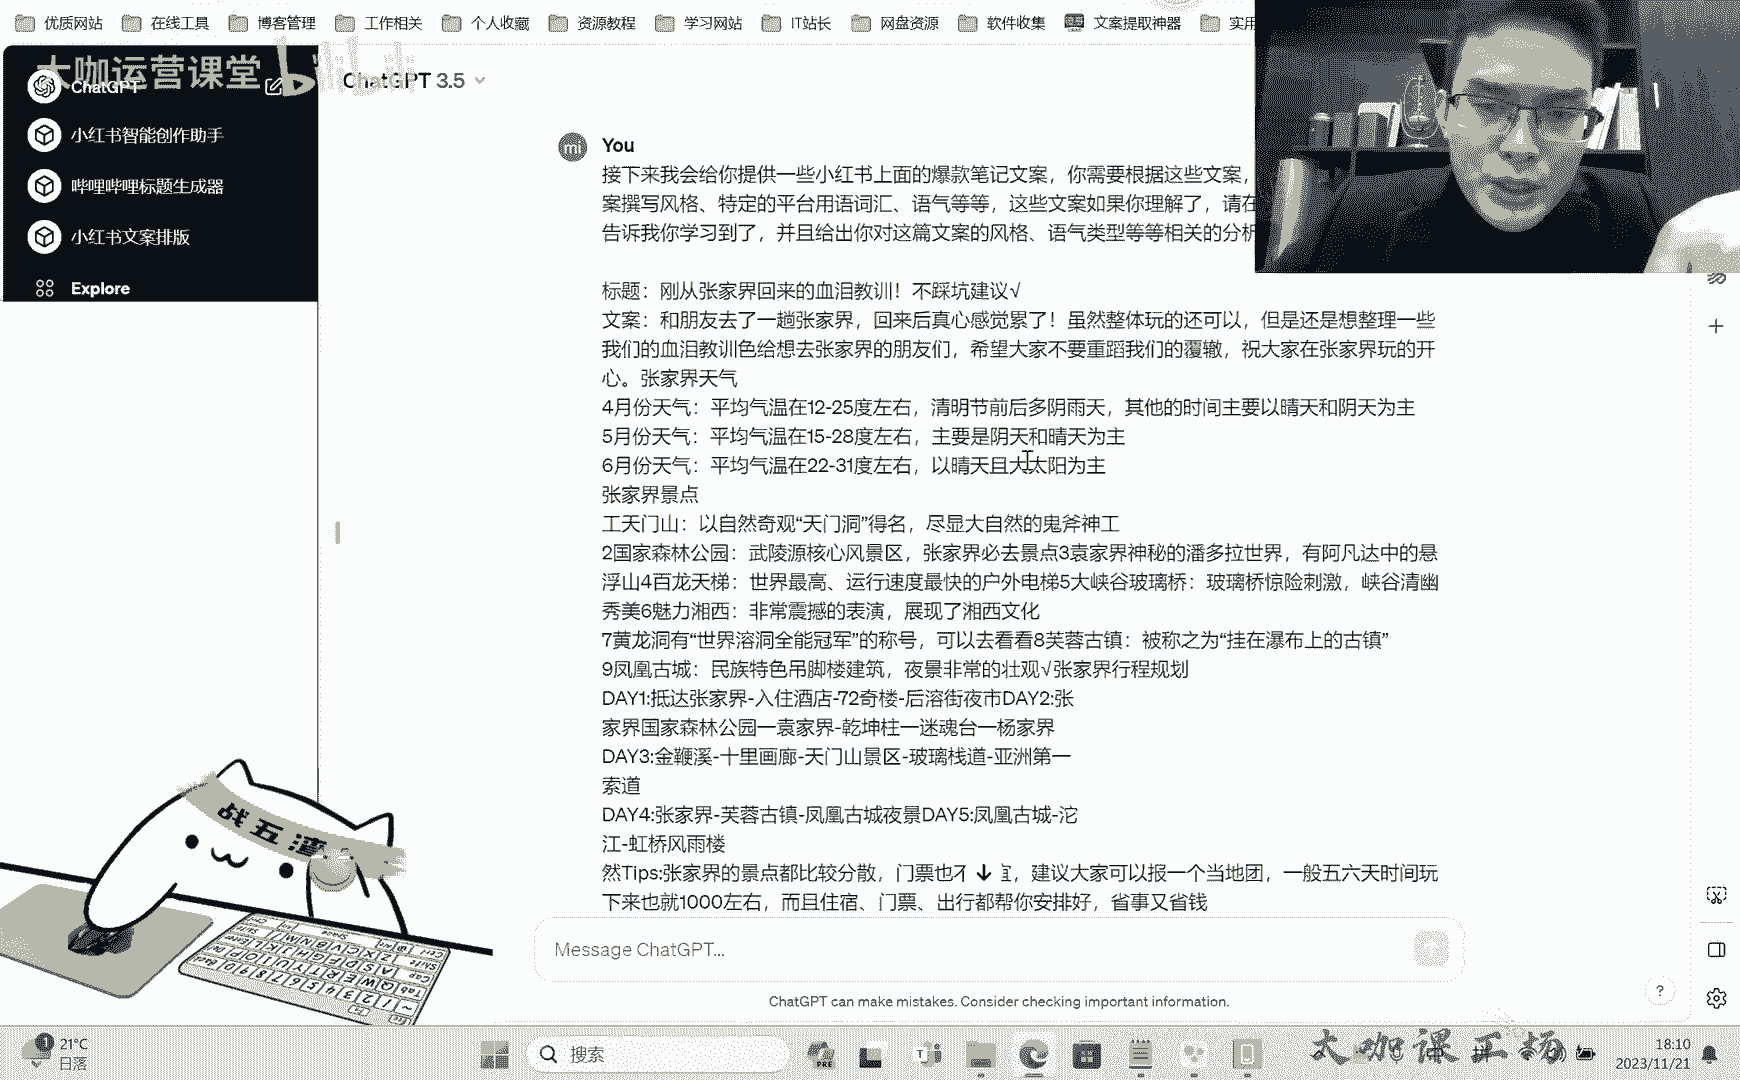 优质网站 在线工具 博客管理 工作相关 个人收藏 资源教程 学习网站 IT站长 网盘资源 软件收集 文案提取神器 实用
大咖运营课堂
ChatGPT
小红书智能创作助手
哔哩哔哩标题生成器
小红书文案排版
Explore
ChatGPT 3.5
mi
You
接下来我会给你提供一些小红书上面的爆款笔记文案，你需要根据这些文案，
案撰写风格、特定的平台用语词汇、语气等等，这些文案如果你理解了，请在
告诉我你学习到了，并且给出你对这篇文案的风格、语气类型等等相关的分析
标题：刚从张家界回来的血泪教训！不踩坑建议√
文案：和朋友去了一趟张家界，回来后真心感觉累了！虽然整体玩的还可以，但是还是想整理一些
我们的血泪教训色给想去张家界的朋友们，希望大家不要重蹈我们的覆辙，祝大家在张家界玩的开
心。张家界天气
4月份天气：平均气温在12-25度左右，清明节前后多阴雨天，其他的时间主要以晴天和阴天为主
5月份天气：平均气温在15-28度左右，主要是阴天和晴天为主
6月份天气：平均气温在22-31度左右，以晴天且大太阳为主
张家界景点
工天门山：以自然奇观“天门洞”得名，尽显大自然的鬼斧神工
2国家森林公园：武陵源核心风景区，张家界必去景点3袁家界神秘的潘多拉世界，有阿凡达中的悬
浮山4百龙天梯：世界最高、运行速度最快的户外电梯5大峡谷玻璃桥：玻璃桥惊险刺激，峡谷清幽
秀美6魅力湘西：非常震撼的表演，展现了湘西文化
7黄龙洞有“世界溶洞全能冠军”的称号，可以去看看8芙蓉古镇：被称之为“挂在瀑布上的古镇”
9凤凰古城：民族特色吊脚楼建筑，夜景非常的壮观√张家界行程规划
DAY1:抵达张家界-入住酒店-72奇楼-后溶街夜市DAY2:张
家界国家森林公园一袁家界-乾坤柱一迷魂台一杨家界
DAY3:金鞭溪-十里画廊-天门山景区-玻璃栈道-亚洲第一
索道
DAY4:张家界-芙蓉古镇-凤凰古城夜景DAY5:凤凰古城-沱
江-虹桥风雨楼
然Tips:张家界的景点都比较分散，门票也不 宜，建议大家可以报一个当地团，一般五六天时间玩
下来也就1000左右，而且住宿、门票、出行都帮你安排好，省事又省钱
Message ChatGPT...
ChatGPT can make mistakes. Consider checking important information.
?
战五渣
1
21°C
日落
搜索
PRE
大咖课工场
18:10
2023/11/21